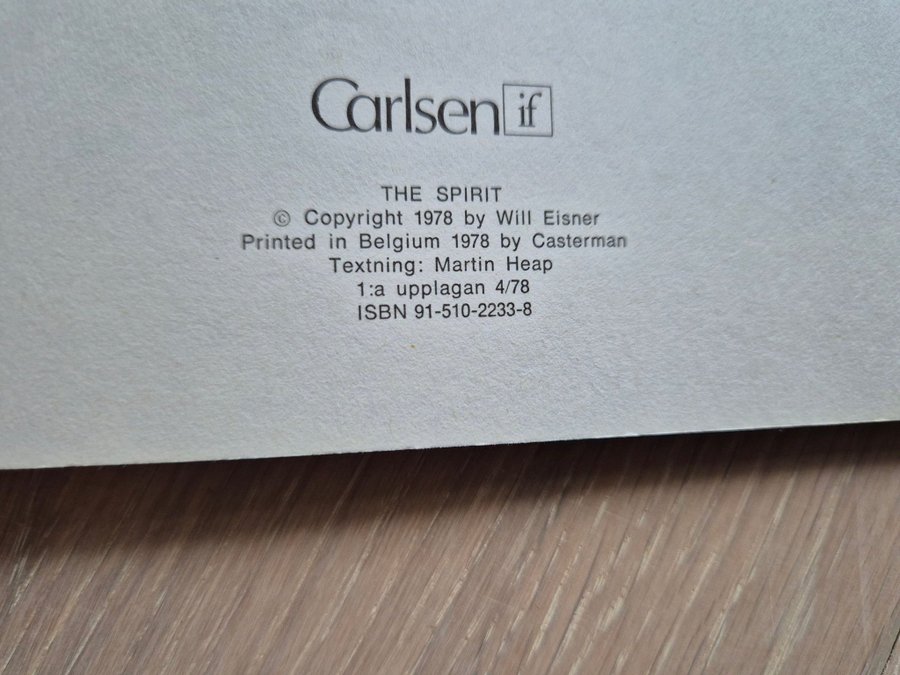 Carlsen if
THE SPIRIT
© Copyright 1978 by Will Eisner
Printed in Belgium 1978 by Casterman
Textning: Martin Heap
1:a upplagan 4/78
ISBN 91-510-2233-8